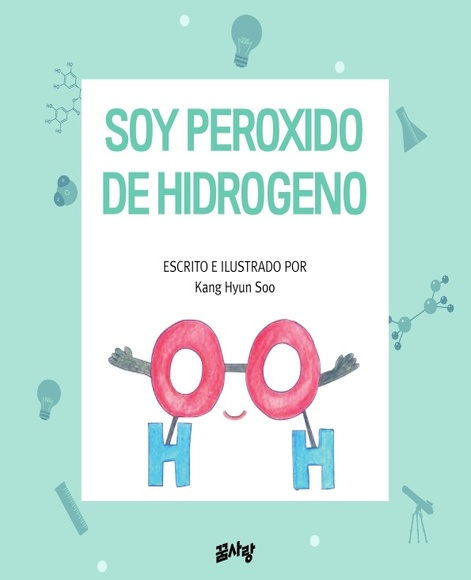 SOY PEROXIDO
DE HIDROGENO
ESCRITO E ILUSTRADO POR
Kang Hyun Soo
O O
H H
꿈사랑